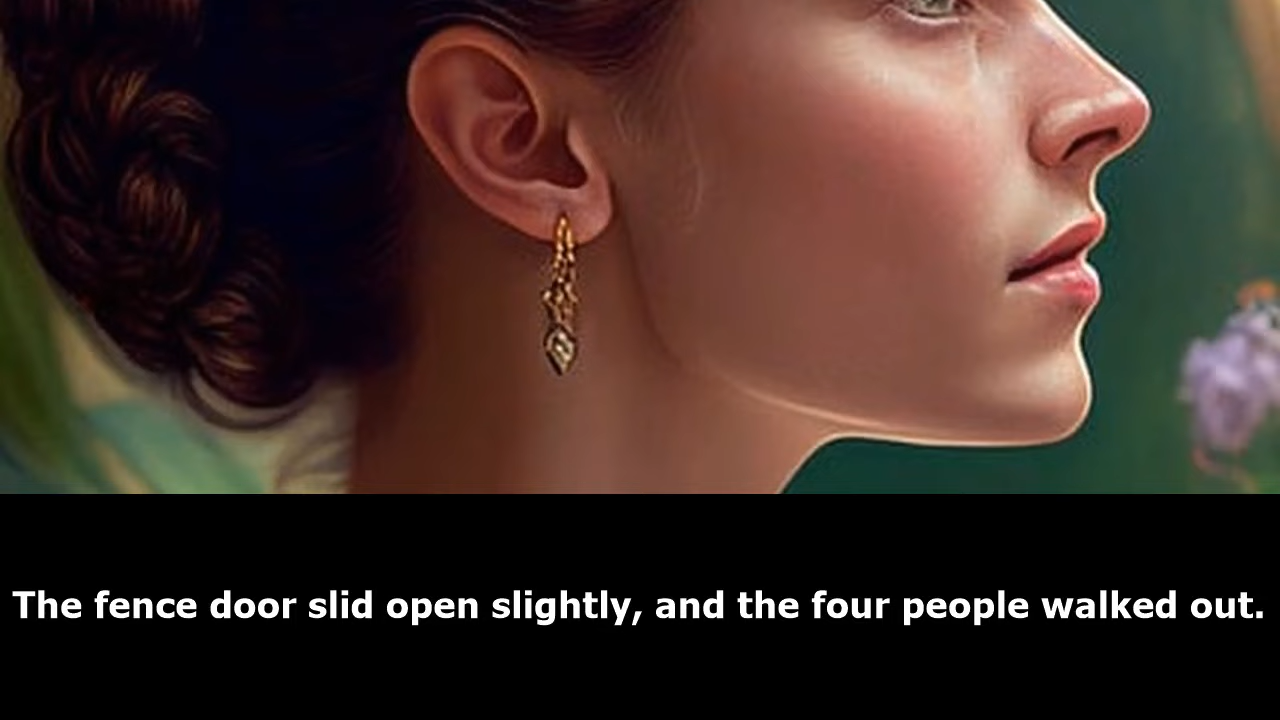 The fence door slid open slightly, and the four people walked out.